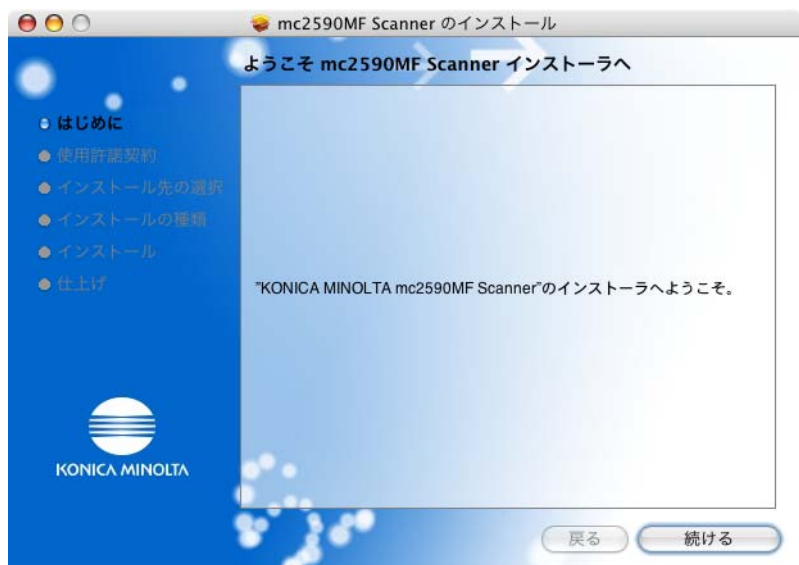 mc2590MF Scanner のインストール
ようこそ mc2590MF Scanner インストーラへ
はじめに
使用許諾契約
インストール先の選択
インストールの種類
インストール
仕上げ
"KONICA MINOLTA mc2590MF Scanner"のインストーラへようこそ。
KONICA MINOLTA
戻る
続ける